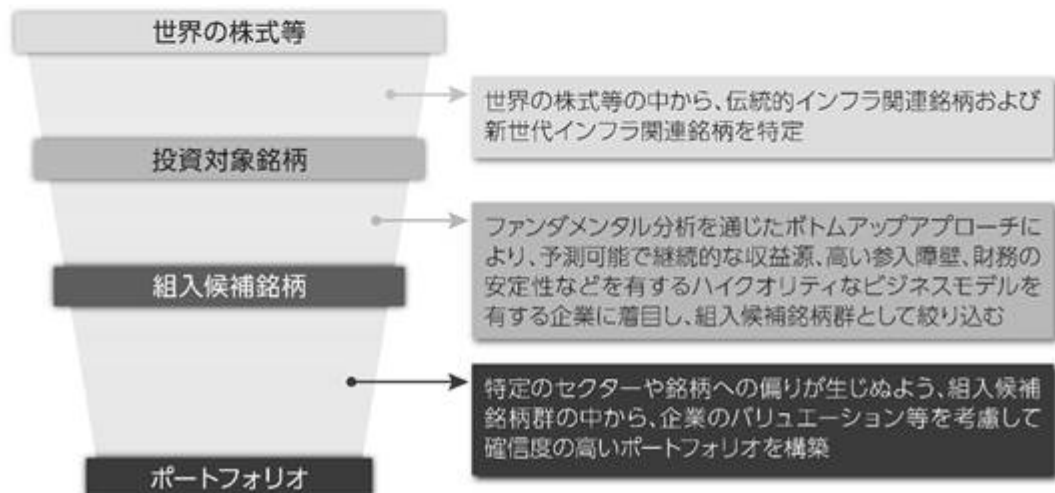 世界の株式等
世界の株式等の中から、伝統的インフラ関連銘柄および
新世代インフラ関連銘柄を特定
投資対象銘柄
ファンダメンタル分析を通じたボトムアップアプローチに
より、予測可能で継続的な収益源、高い参入障壁、財務の
安定性などを有するハイクオリティなビジネスモデルを
有する企業に着目し、組入候補銘柄群として絞り込む
組入候補銘柄
特定のセクターや銘柄への偏りが生じぬよう、組入候補
銘柄群の中から、企業のバリュエーション等を考慮して
確信度の高いポートフォリオを構築
ポートフォリオ